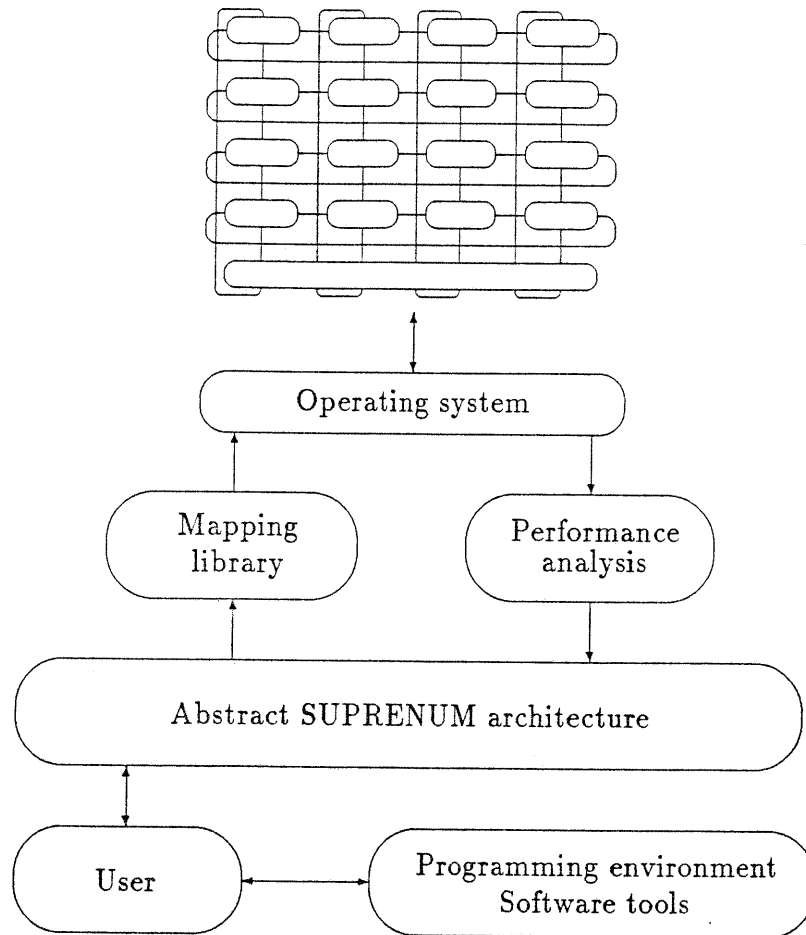 Operating system
Mapping
library
Performance
analysis
Abstract SUPRENUM architecture
User
Programming environment
Software tools